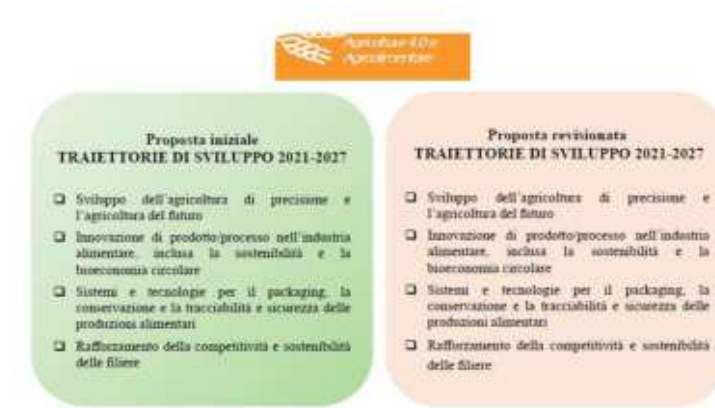 Agricoltura 4.0 e
Agroalimentare
Proposta iniziale
TRAIETTORIE DI SVILUPPO 2021-2027
❑ Sviluppo dell'agricoltura di precisione e
l'agricoltura del futuro
❑ Innovazione di prodotto/processo nell'industria
alimentare, inclusa la sostenibilità e la
bioeconomia circolare
❑ Sistemi e tecnologie per il packaging, la
conservazione e la tracciabilità e sicurezza delle
produzioni alimentari
❑ Rafforzamento della competitività e sostenibilità
delle filiere
Proposta revisionata
TRAIETTORIE DI SVILUPPO 2021-2027
❑ Sviluppo dell'agricoltura di precisione e
l'agricoltura del futuro
❑ Innovazione di prodotto/processo nell'industria
alimentare, inclusa la sostenibilità e la
bioeconomia circolare
❑ Sistemi e tecnologie per il packaging, la
conservazione e la tracciabilità e sicurezza delle
produzioni alimentari
❑ Rafforzamento della competitività e sostenibilità
delle filiere